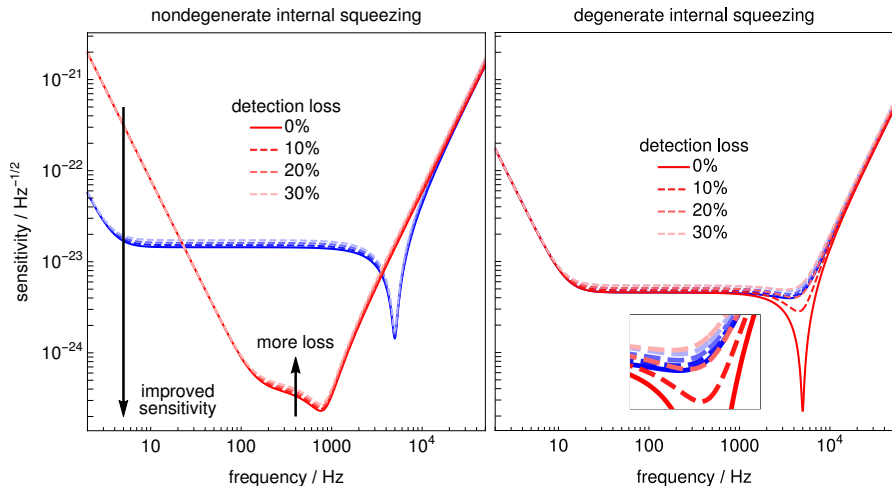 nondegenerate internal squeezing
degenerate internal squeezing
sensitivity / Hz^{-1/2}
10^{-21}
10^{-22}
10^{-23}
10^{-24}
detection loss
0%
10%
20%
30%
more loss
improved
sensitivity
10
100
1000
10^4
frequency / Hz
detection loss
0%
10%
20%
30%
10
100
1000
10^4
frequency / Hz